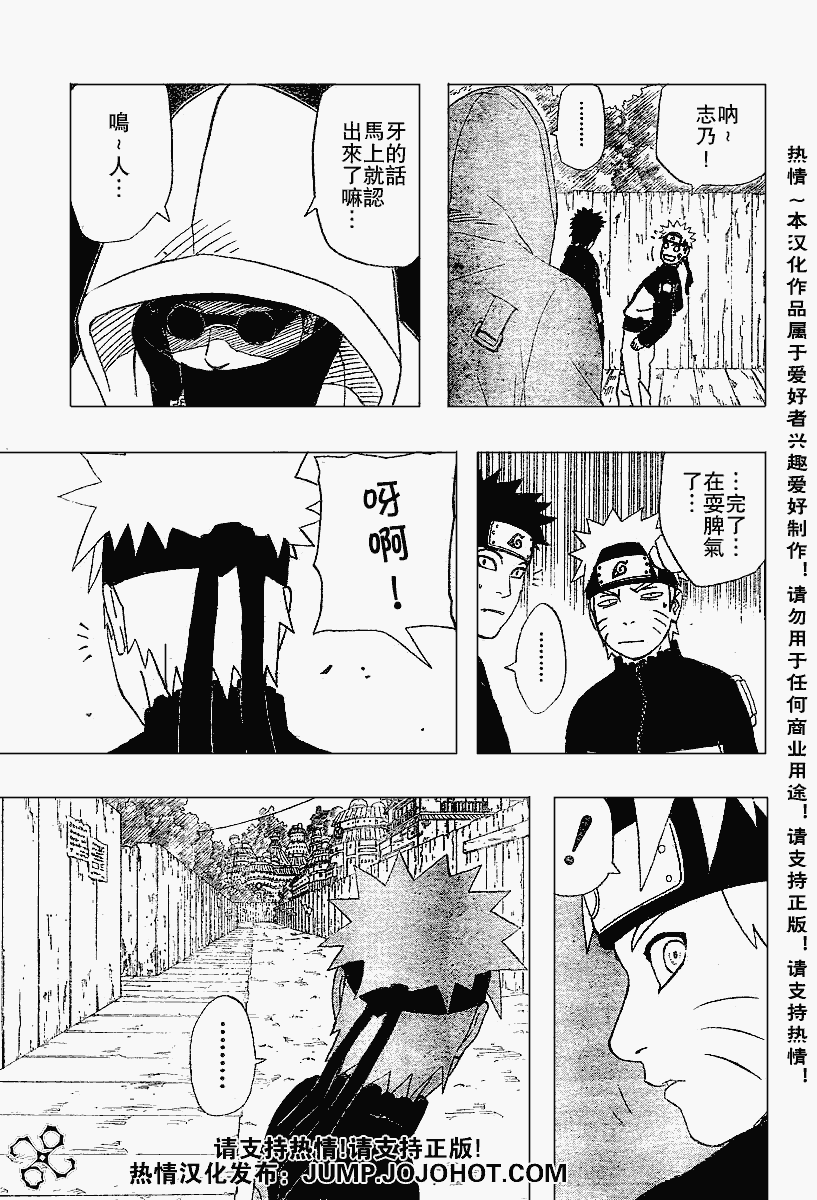 吶~
志乃！
………
牙的話
馬上就認
出來了嘛…
鳴~人…
…完了…
在耍脾氣
了…
………
呀啊！
！
………
热情~本汉化作品属于爱好者兴趣爱好制作！请勿用于任何商业用途！请支持正版！请支持热情！
请支持热情!请支持正版!
热情汉化发布：JUMP.JOJOHOT.COM